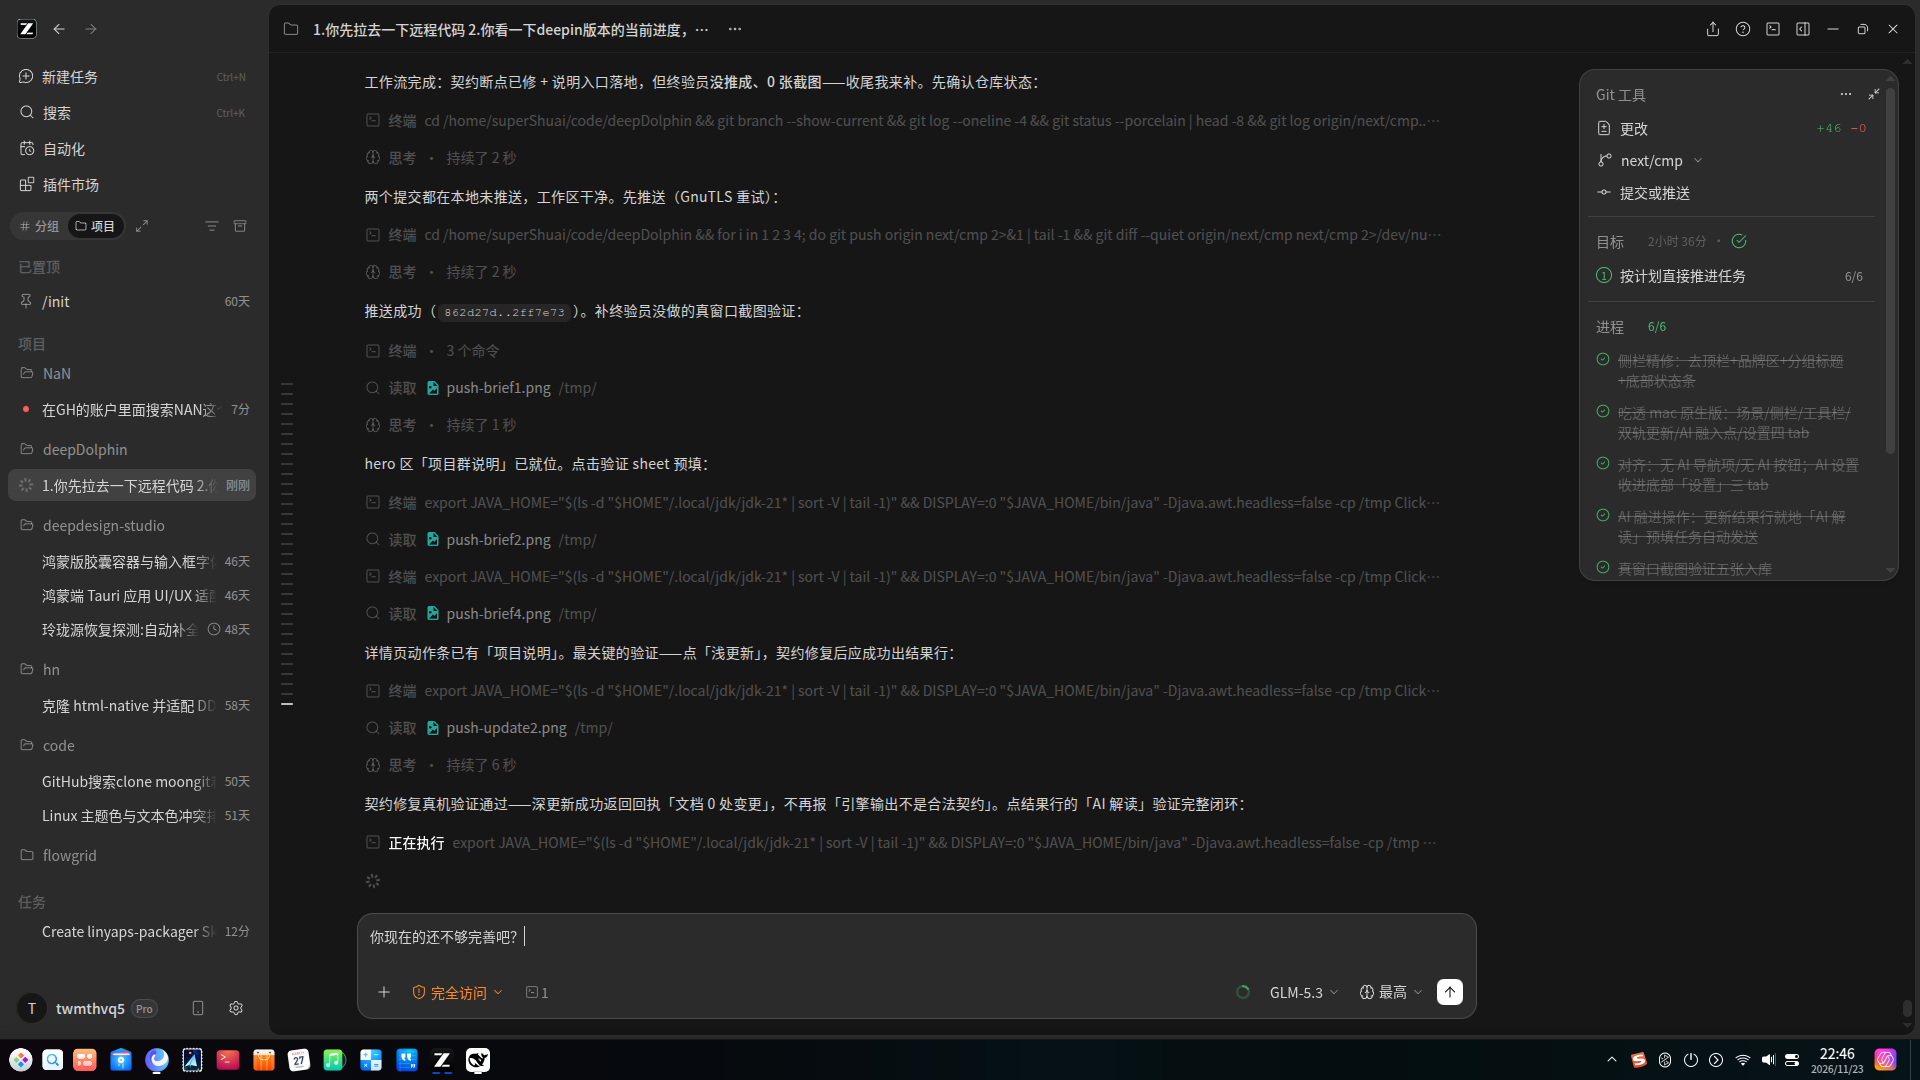 1.你先拉去一下远程代码 2.你看一下deepin版本的当前进度，… ···
新建任务 Ctrl+N
搜索 Ctrl+K
自动化
插件市场
分组 项目
已置顶
/init 60天
项目
NaN
在GH的账户里面搜索NAN这 7分
deepDolphin
1.你先拉去一下远程代码 2. 刚刚
deepdesign-studio
鸿蒙版胶囊容器与输入框字 46天
鸿蒙端 Tauri 应用 UI/UX 适 46天
玲珑源恢复探测:自动补全 48天
hn
克隆 html-native 并适配 DD 58天
code
GitHub搜索clone moongit 50天
Linux 主题色与文本色冲突 51天
flowgrid
任务
Create linyaps-packager S 12分
T twmthvq5 Pro
工作流完成：契约断点已修 + 说明入口落地，但终验员没推成、0 张截图——收尾我来补。先确认仓库状态：
终端 cd /home/superShuai/code/deepDolphin && git branch --show-current && git log --oneline -4 && git status --porcelain | head -8 && git log origin/next/cmp..…
思考 · 持续了 2 秒
两个提交都在本地未推送，工作区干净。先推送（GnuTLS 重试）：
终端 cd /home/superShuai/code/deepDolphin && for i in 1 2 3 4; do git push origin next/cmp 2>&1 | tail -1 && git diff --quiet origin/next/cmp next/cmp 2>/dev/nu…
思考 · 持续了 2 秒
推送成功（862d27d..2ff7e73）。补终验员没做的真窗口截图验证：
终端 · 3 个命令
读取 push-brief1.png /tmp/
思考 · 持续了 1 秒
hero 区「项目群说明」已就位。点击验证 sheet 预填：
终端 export JAVA_HOME="$(ls -d "$HOME"/.local/jdk/jdk-21* | sort -V | tail -1)" && DISPLAY=:0 "$JAVA_HOME/bin/java" -Djava.awt.headless=false -cp /tmp Click…
读取 push-brief2.png /tmp/
终端 export JAVA_HOME="$(ls -d "$HOME"/.local/jdk/jdk-21* | sort -V | tail -1)" && DISPLAY=:0 "$JAVA_HOME/bin/java" -Djava.awt.headless=false -cp /tmp Click…
读取 push-brief4.png /tmp/
详情页动作条已有「项目说明」。最关键的验证——点「浅更新」，契约修复后应成功出结果行：
终端 export JAVA_HOME="$(ls -d "$HOME"/.local/jdk/jdk-21* | sort -V | tail -1)" && DISPLAY=:0 "$JAVA_HOME/bin/java" -Djava.awt.headless=false -cp /tmp Click…
读取 push-update2.png /tmp/
思考 · 持续了 6 秒
契约修复真机验证通过——深更新成功返回回执「文档 0 处变更」，不再报「引擎输出不是合法契约」。点结果行的「AI 解读」验证完整闭环：
正在执行 export JAVA_HOME="$(ls -d "$HOME"/.local/jdk/jdk-21* | sort -V | tail -1)" && DISPLAY=:0 "$JAVA_HOME/bin/java" -Djava.awt.headless=false -cp /tmp …
你现在的还不够完善吧？
完全访问 1 GLM-5.3 最高
Git 工具
更改 +46 -0
next/cmp
提交或推送
目标 2小时 36分 ·
1 按计划直接推进任务 6/6
进程 6/6
侧栏精修：去顶栏+品牌区+分组标题
+底部状态条
吃透 mac 原生版：场景/侧栏/工具栏/
双轨更新/AI 融入点/设置四 tab
对齐：无 AI 导航项/无 AI 按钮；AI 设置
收进底部「设置」三 tab
AI 融进操作：更新结果行就地「AI 解
读」预填任务自动发送
真窗口截图验证五张入库
27
22:46
2026/11/23